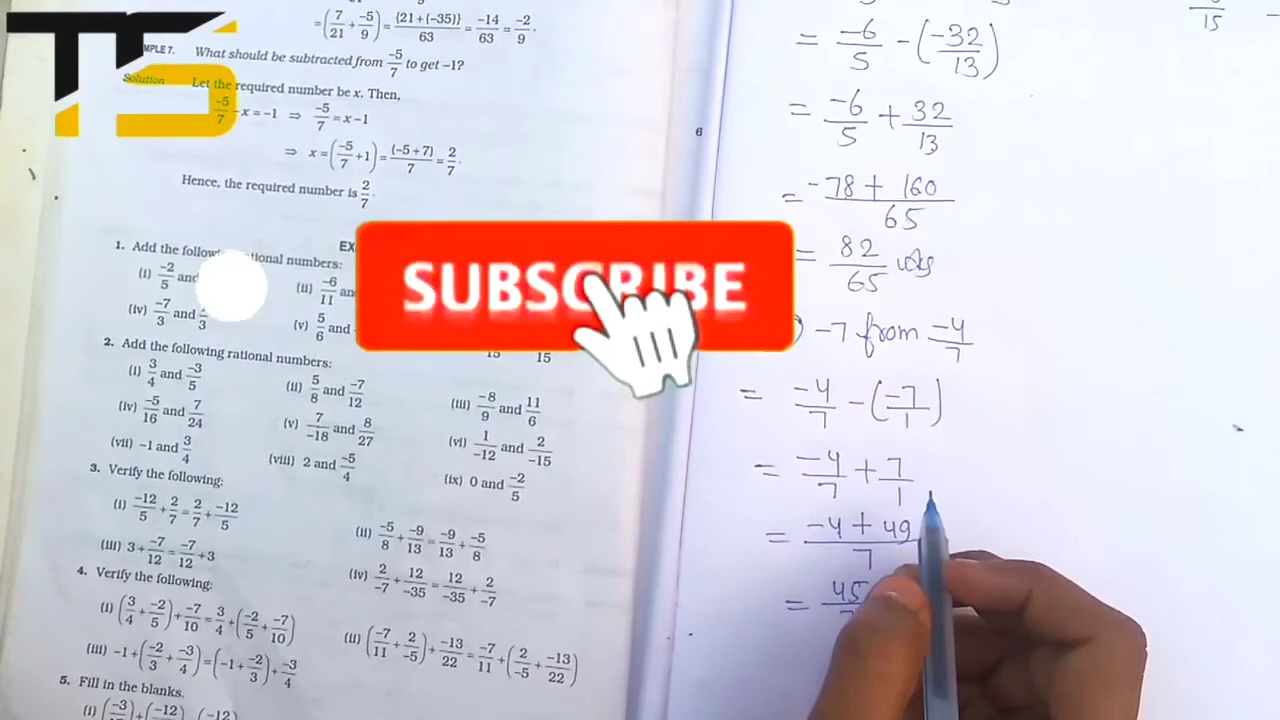 = (7/21 + -5/9) = {21+(-35)}/63 = -14/63 = -2/9.
MPLE 7. What should be subtracted from -5/7 to get -1?
Solution Let the required number be x. Then,
-5/7 - x = -1 ⇒ -5/7 = x-1
⇒ x = (-5/7 + 1) = (-5+7)/7 = 2/7.
Hence, the required number is 2/7.
EX
1. Add the following rational numbers:
(i) -2/5 and
(ii) -6/11 an
(iv) -7/3 and /3
(v) 5/6 and
15 15
2. Add the following rational numbers:
(i) 3/4 and -3/5
(ii) 5/8 and -7/12
(iii) -8/9 and 11/6
(iv) -5/16 and 7/24
(v) 7/-18 and 8/27
(vi) 1/-12 and 2/-15
(vii) -1 and 3/4
(viii) 2 and -5/4
(ix) 0 and -2/5
3. Verify the following:
(i) -12/5 + 2/7 = 2/7 + -12/5
(ii) -5/8 + -9/13 = -9/13 + -5/8
(iii) 3 + -7/12 = -7/12 + 3
(iv) 2/-7 + 12/-35 = 12/-35 + 2/-7
4. Verify the following:
(i) (3/4 + -2/5) + -7/10 = 3/4 + (-2/5 + -7/10)
(ii) (-7/11 + 2/-5) + -13/22 = -7/11 + (2/-5 + -13/22)
(iii) -1 + (-2/3 + -3/4) = (-1 + -2/3) + -3/4
5. Fill in the blanks.
SUBSCRIBE
6
15
= -6/5 - (-32/13)
= -6/5 + 32/13
= -78 + 160/65
= 82/65
) -7 from -4/7
= -4/7 - (-7/1)
= -4/7 + 7/1
= -4 + 49/7
= 45
TS